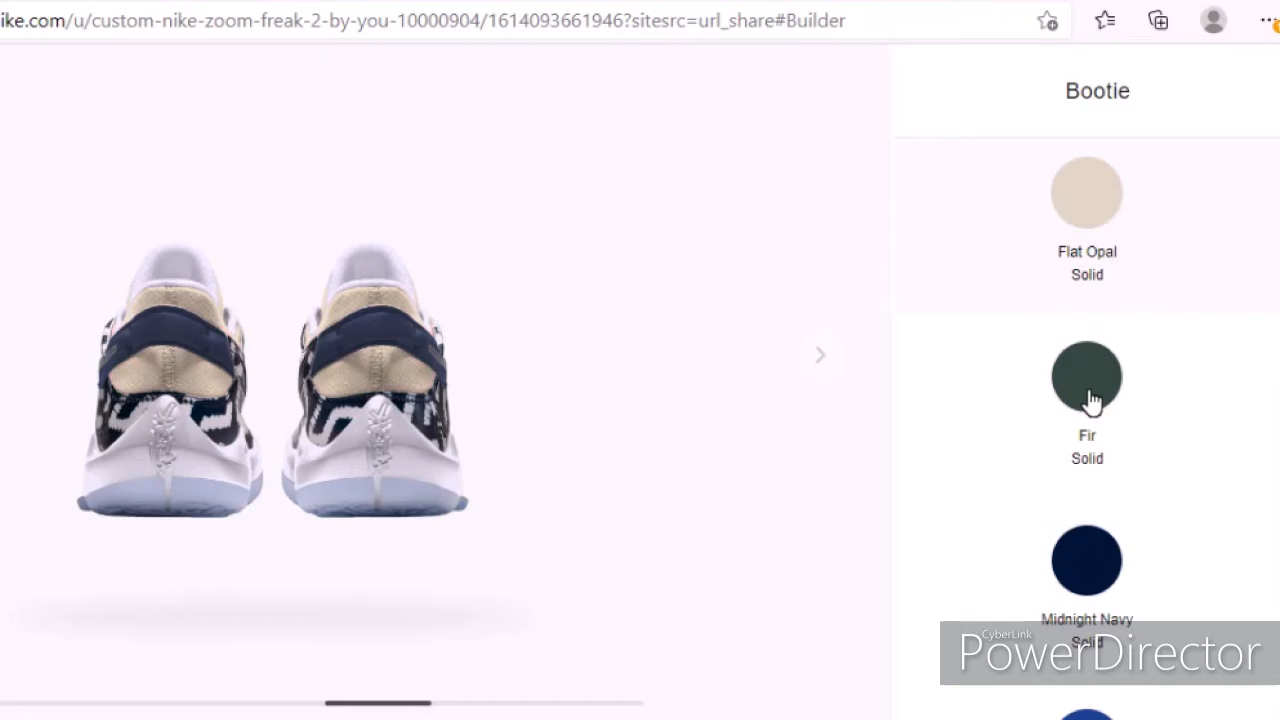 ike.com/u/custom-nike-zoom-freak-2-by-you-10000904/1614093661946?sitesrc=url_share#Builder
Bootie
Flat Opal
Solid
Fir
Solid
Midnight Navy
Solid
CyberLink
PowerDirector